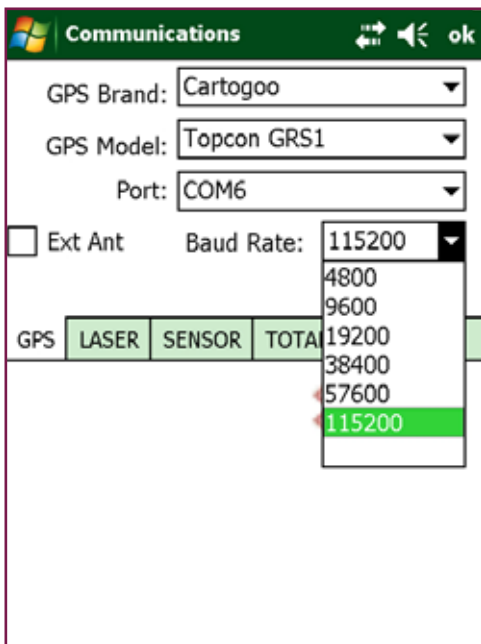 Communications ok
GPS Brand: Cartogoo
GPS Model: Topcon GRS1
Port: COM6
Ext Ant Baud Rate: 115200
4800
9600
GPS LASER SENSOR TOTA 19200
38400
57600
115200